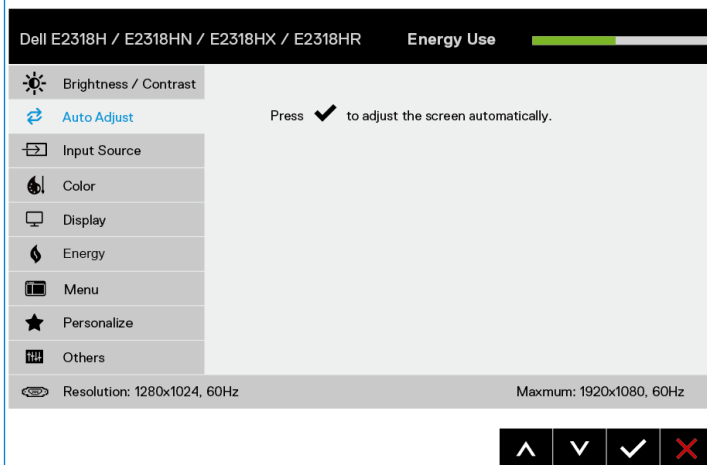 Dell E2318H / E2318HN / E2318HX / E2318HR Energy Use
Brightness / Contrast
Auto Adjust
Press ✔ to adjust the screen automatically.
Input Source
Color
Display
Energy
Menu
Personalize
Others
Resolution: 1280x1024, 60Hz Maxmum: 1920x1080, 60Hz